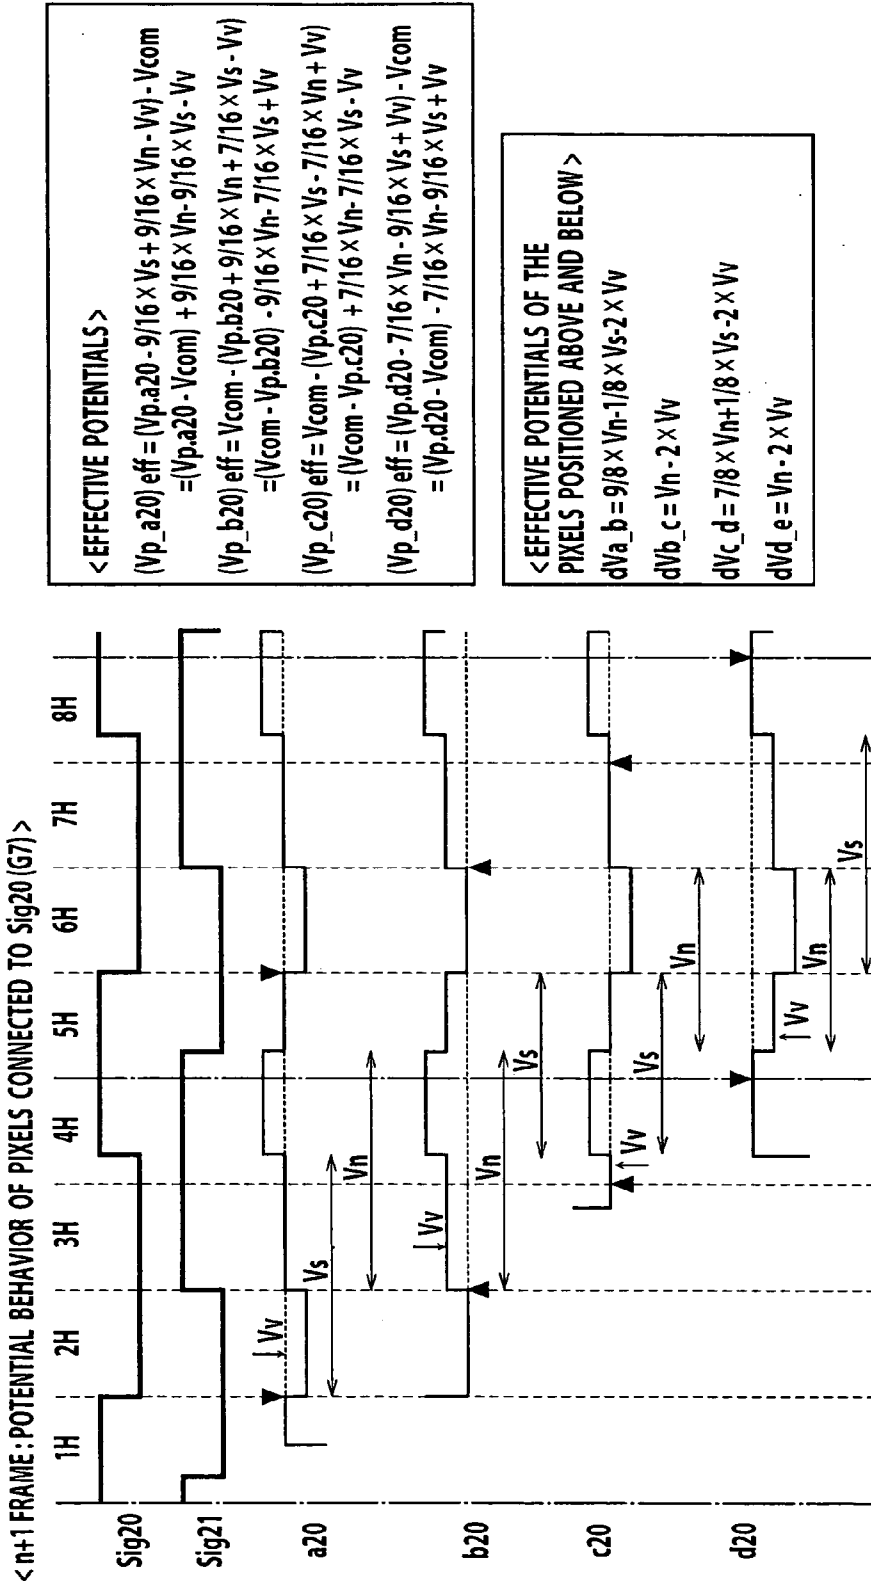 <n+1 FRAME: POTENTIAL BEHAVIOR OF PIXELS CONNECTED TO Sig20 (G7)>
1H 2H 3H 4H 5H 6H 7H 8H
Sig20
Sig21
a20
Vv
Vs
Vn
b20
Vv
Vn
Vs
c20
Vv
Vs
Vn
d20
Vv
Vn
Vs
<EFFECTIVE POTENTIALS>
(Vp_a20) eff = (Vp.a20 - 9/16 × Vs + 9/16 × Vn - Vv) - Vcom
=(Vp.a20 - Vcom) + 9/16 × Vn - 9/16 × Vs - Vv
(Vp_b20) eff = Vcom - (Vp.b20 + 9/16 × Vn + 7/16 × Vs - Vv)
=(Vcom - Vp.b20) - 9/16 × Vn - 7/16 × Vs + Vv
(Vp_c20) eff = Vcom - (Vp.c20 + 7/16 × Vs - 7/16 × Vn + Vv)
= (Vcom - Vp.c20) + 7/16 × Vn - 7/16 × Vs - Vv
(Vp_d20) eff = (Vp.d20 - 7/16 × Vn - 9/16 × Vs + Vv) - Vcom
= (Vp.d20 - Vcom) - 7/16 × Vn - 9/16 × Vs + Vv
<EFFECTIVE POTENTIALS OF THE
PIXELS POSITIONED ABOVE AND BELOW>
dVa_b = 9/8 × Vn - 1/8 × Vs - 2 × Vv
dVb_c = Vn - 2 × Vv
dVc_d = 7/8 × Vn + 1/8 × Vs - 2 × Vv
dVd_e = Vn - 2 × Vv